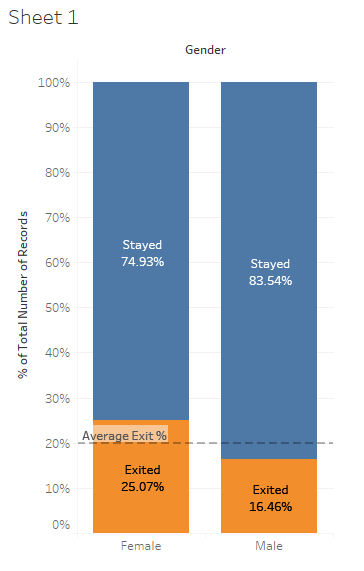 Sheet 1
Gender
% of Total Number of Records
100%
90%
80%
70%
60%
50%
40%
30%
20%
10%
0%
Stayed
74.93%
Stayed
83.54%
Average Exit %
Exited
25.07%
Exited
16.46%
Female
Male